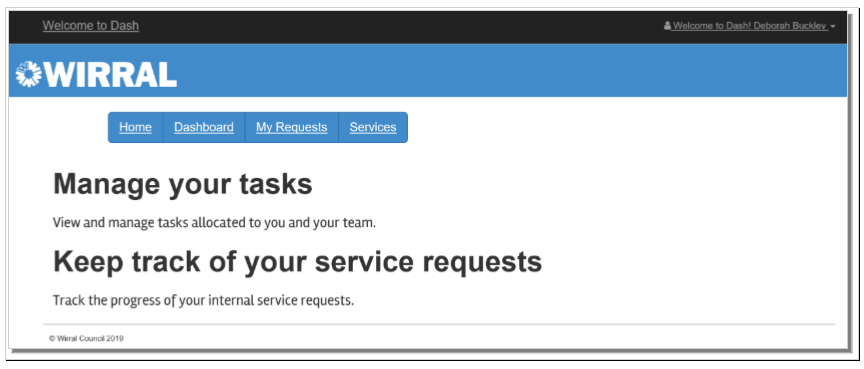 Welcome to Dash
Welcome to Dash! Deborah Buckley
WIRRAL
Home Dashboard My Requests Services
Manage your tasks
View and manage tasks allocated to you and your team.
Keep track of your service requests
Track the progress of your internal service requests.
© Wirral Council 2019